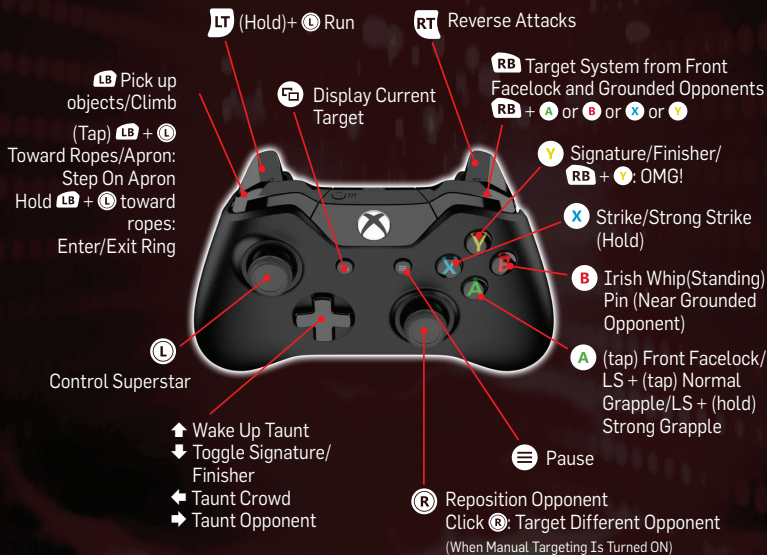 LT (Hold)+ L Run
RT Reverse Attacks
LB Pick up
objects/Climb
(Tap) LB + L
Toward Ropes/Apron:
Step On Apron
Hold LB + L toward
ropes:
Enter/Exit Ring
Display Current
Target
RB Target System from Front
Facelock and Grounded Opponents
RB + A or B or X or Y
Y Signature/Finisher/
RB + Y: OMG!
X Strike/Strong Strike
(Hold)
B Irish Whip(Standing)
Pin (Near Grounded
Opponent)
A (tap) Front Facelock/
LS + (tap) Normal
Grapple/LS + (hold)
Strong Grapple
Y
X
B
A
L
Control Superstar
↑ Wake Up Taunt
↓ Toggle Signature/
Finisher
← Taunt Crowd
→ Taunt Opponent
Pause
R Reposition Opponent
Click R: Target Different Opponent
(When Manual Targeting Is Turned ON)